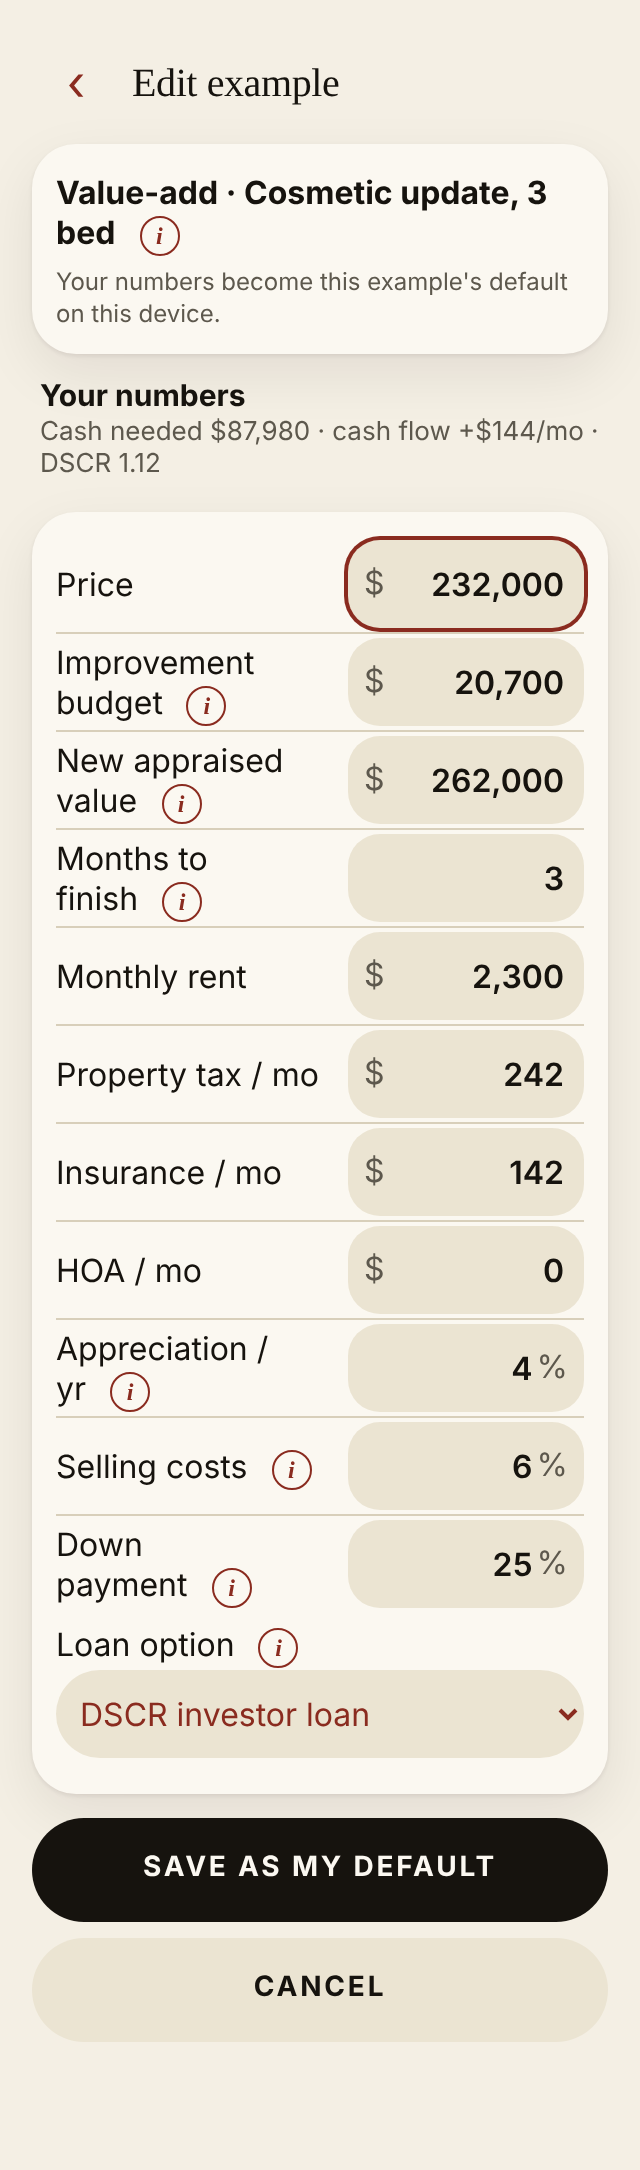 ‹ Edit example
Value-add · Cosmetic update, 3
bed i
Your numbers become this example's default
on this device.
Your numbers
Cash needed $87,980 · cash flow +$144/mo ·
DSCR 1.12
Price $ 232,000
Improvement
budget i $ 20,700
New appraised
value i $ 262,000
Months to
finish i 3
Monthly rent $ 2,300
Property tax / mo $ 242
Insurance / mo $ 142
HOA / mo $ 0
Appreciation /
yr i 4 %
Selling costs i 6 %
Down
payment i 25 %
Loan option i
DSCR investor loan
SAVE AS MY DEFAULT
CANCEL